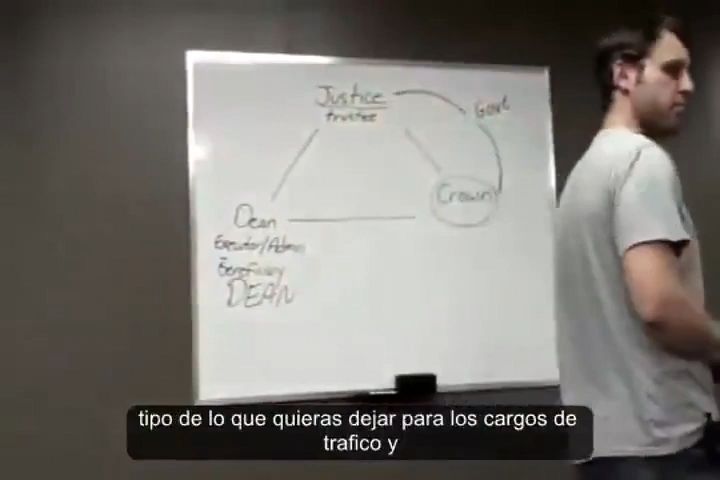 Justice
trustee
Govt
Crown
Dean
Executor/Admin
Beneficiary
DEAN
tipo de lo que quieras dejar para los cargos de
trafico y